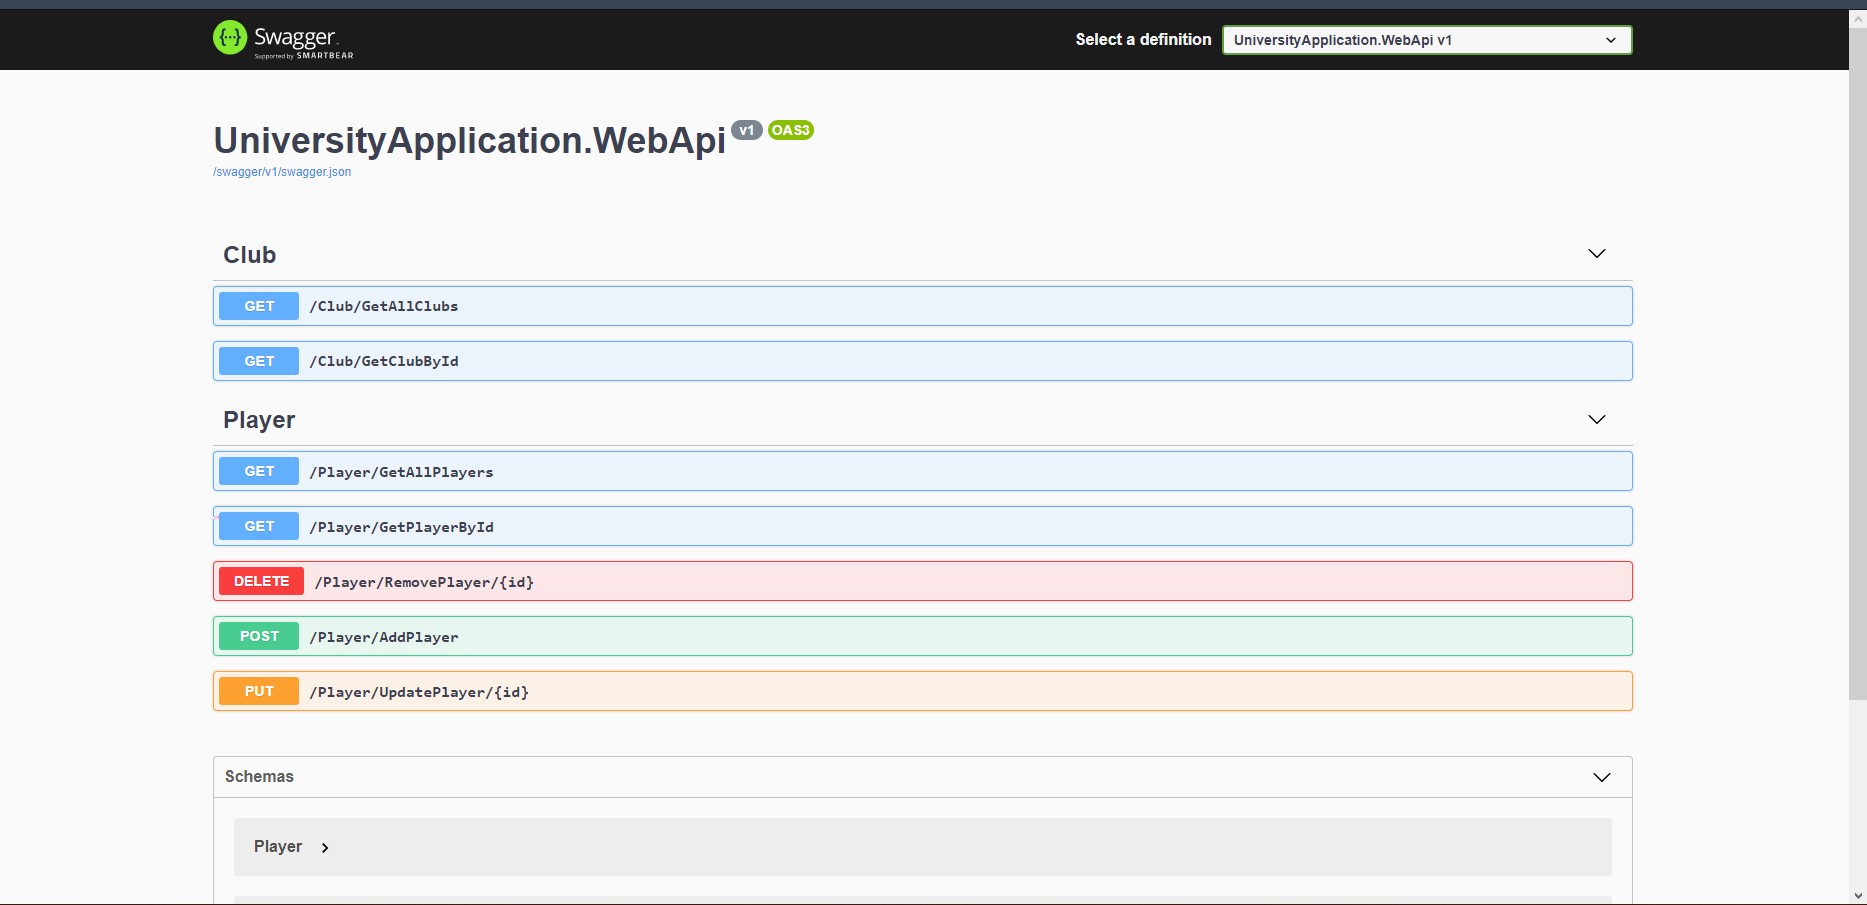 {···} Swagger
Supported by SMARTBEAR
Select a definition
UniversityApplication.WebApi v1
UniversityApplication.WebApi v1 OAS3
/swagger/v1/swagger.json
Club
GET /Club/GetAllClubs
GET /Club/GetClubById
Player
GET /Player/GetAllPlayers
GET /Player/GetPlayerById
DELETE /Player/RemovePlayer/{id}
POST /Player/AddPlayer
PUT /Player/UpdatePlayer/{id}
Schemas
Player